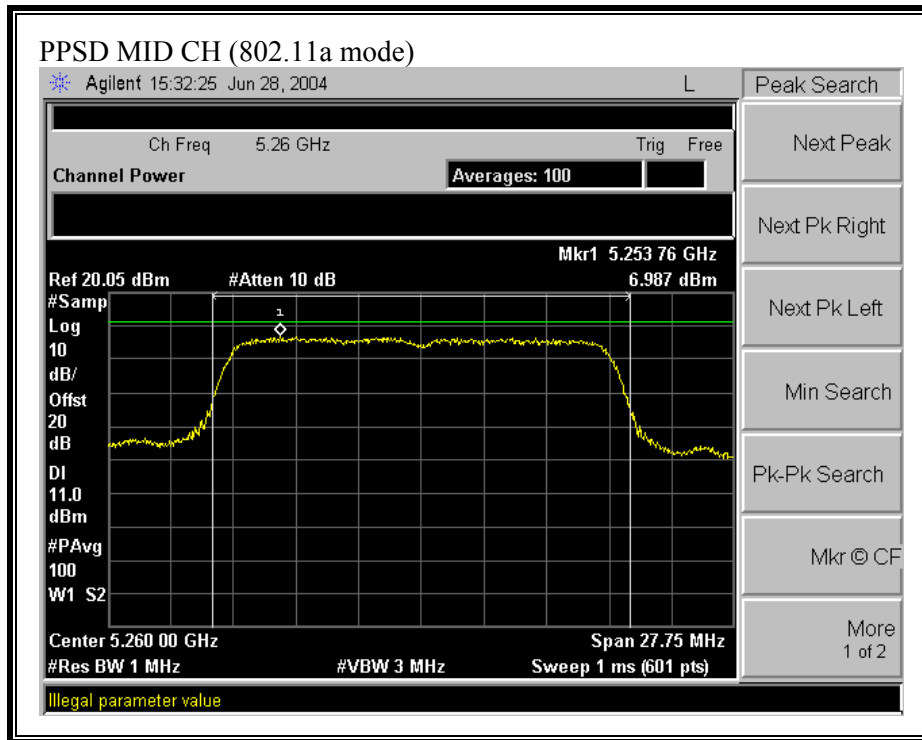 PPSD MID CH (802.11a mode)
Agilent 15:32:25 Jun 28, 2004 L
Peak Search
Ch Freq 5.26 GHz Trig Free
Channel Power Averages: 100
Mkr1 5.253 76 GHz
Ref 20.05 dBm #Atten 10 dB 6.987 dBm
#Samp
Log
10
dB/
Offst
20
dB
DI
11.0
dBm
#PAvg
100
W1 S2
1
Center 5.260 00 GHz Span 27.75 MHz
#Res BW 1 MHz #VBW 3 MHz Sweep 1 ms (601 pts)
Illegal parameter value
Next Peak
Next Pk Right
Next Pk Left
Min Search
Pk-Pk Search
Mkr © CF
More
1 of 2